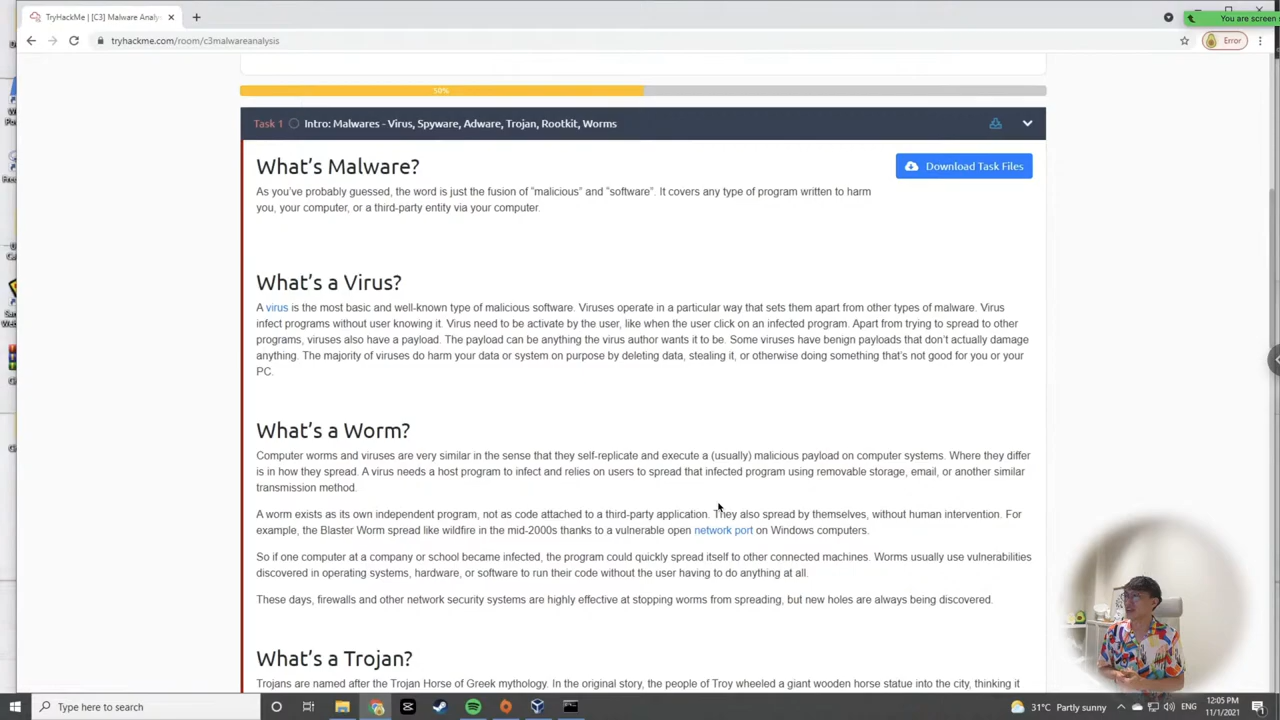 TryHackMe | [C3] Malware Analy
You are screen
tryhackme.com/room/c3malwareanalysis
Error
50%
Task 1 Intro: Malwares - Virus, Spyware, Adware, Trojan, Rootkit, Worms
What's Malware?
Download Task Files
As you've probably guessed, the word is just the fusion of "malicious" and "software". It covers any type of program written to harm
you, your computer, or a third-party entity via your computer.
What's a Virus?
A virus is the most basic and well-known type of malicious software. Viruses operate in a particular way that sets them apart from other types of malware. Virus
infect programs without user knowing it. Virus need to be activate by the user, like when the user click on an infected program. Apart from trying to spread to other
programs, viruses also have a payload. The payload can be anything the virus author wants it to be. Some viruses have benign payloads that don't actually damage
anything. The majority of viruses do harm your data or system on purpose by deleting data, stealing it, or otherwise doing something that's not good for you or your
PC.
What's a Worm?
Computer worms and viruses are very similar in the sense that they self-replicate and execute a (usually) malicious payload on computer systems. Where they differ
is in how they spread. A virus needs a host program to infect and relies on users to spread that infected program using removable storage, email, or another similar
transmission method.
A worm exists as its own independent program, not as code attached to a third-party application. They also spread by themselves, without human intervention. For
example, the Blaster Worm spread like wildfire in the mid-2000s thanks to a vulnerable open network port on Windows computers.
So if one computer at a company or school became infected, the program could quickly spread itself to other connected machines. Worms usually use vulnerabilities
discovered in operating systems, hardware, or software to run their code without the user having to do anything at all.
These days, firewalls and other network security systems are highly effective at stopping worms from spreading, but new holes are always being discovered.
What's a Trojan?
Trojans are named after the Trojan Horse of Greek mythology. In the original story, the people of Troy wheeled a giant wooden horse statue into the city, thinking it
Type here to search
31°C Partly sunny
ENG
12:05 PM
11/1/2021